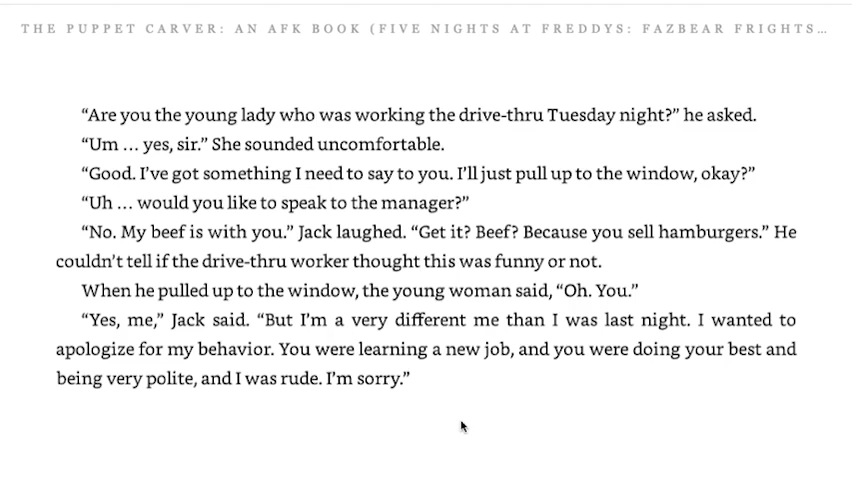 THE PUPPET CARVER: AN AFK BOOK (FIVE NIGHTS AT FREDDYS: FAZBEAR FRIGHTS…
“Are you the young lady who was working the drive-thru Tuesday night?” he asked.
“Um … yes, sir.” She sounded uncomfortable.
“Good. I’ve got something I need to say to you. I’ll just pull up to the window, okay?”
“Uh … would you like to speak to the manager?”
“No. My beef is with you.” Jack laughed. “Get it? Beef? Because you sell hamburgers.” He
couldn’t tell if the drive-thru worker thought this was funny or not.
When he pulled up to the window, the young woman said, “Oh. You.”
“Yes, me,” Jack said. “But I’m a very different me than I was last night. I wanted to
apologize for my behavior. You were learning a new job, and you were doing your best and
being very polite, and I was rude. I’m sorry.”